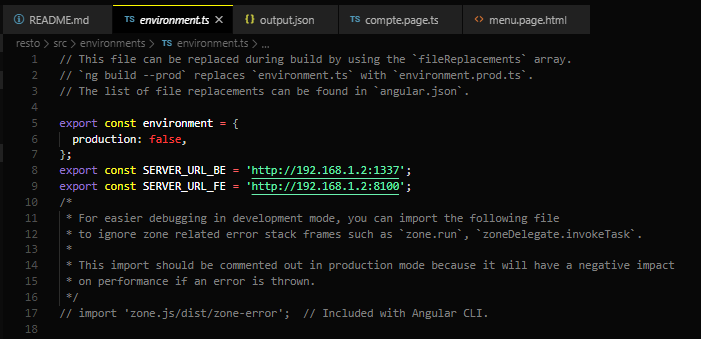 README.md TS environment.ts × {} output.json TS compte.page.ts <> menu.page.html
resto > src > environments > TS environment.ts > ...
1 // This file can be replaced during build by using the `fileReplacements` array.
2 // `ng build --prod` replaces `environment.ts` with `environment.prod.ts`.
3 // The list of file replacements can be found in `angular.json`.
4
5 export const environment = {
6   production: false,
7 };
8 export const SERVER_URL_BE = 'http://192.168.1.2:1337';
9 export const SERVER_URL_FE = 'http://192.168.1.2:8100';
10 /*
11  * For easier debugging in development mode, you can import the following file
12  * to ignore zone related error stack frames such as `zone.run`, `zoneDelegate.invokeTask`.
13  *
14  * This import should be commented out in production mode because it will have a negative impact
15  * on performance if an error is thrown.
16  */
17 // import 'zone.js/dist/zone-error';  // Included with Angular CLI.
18